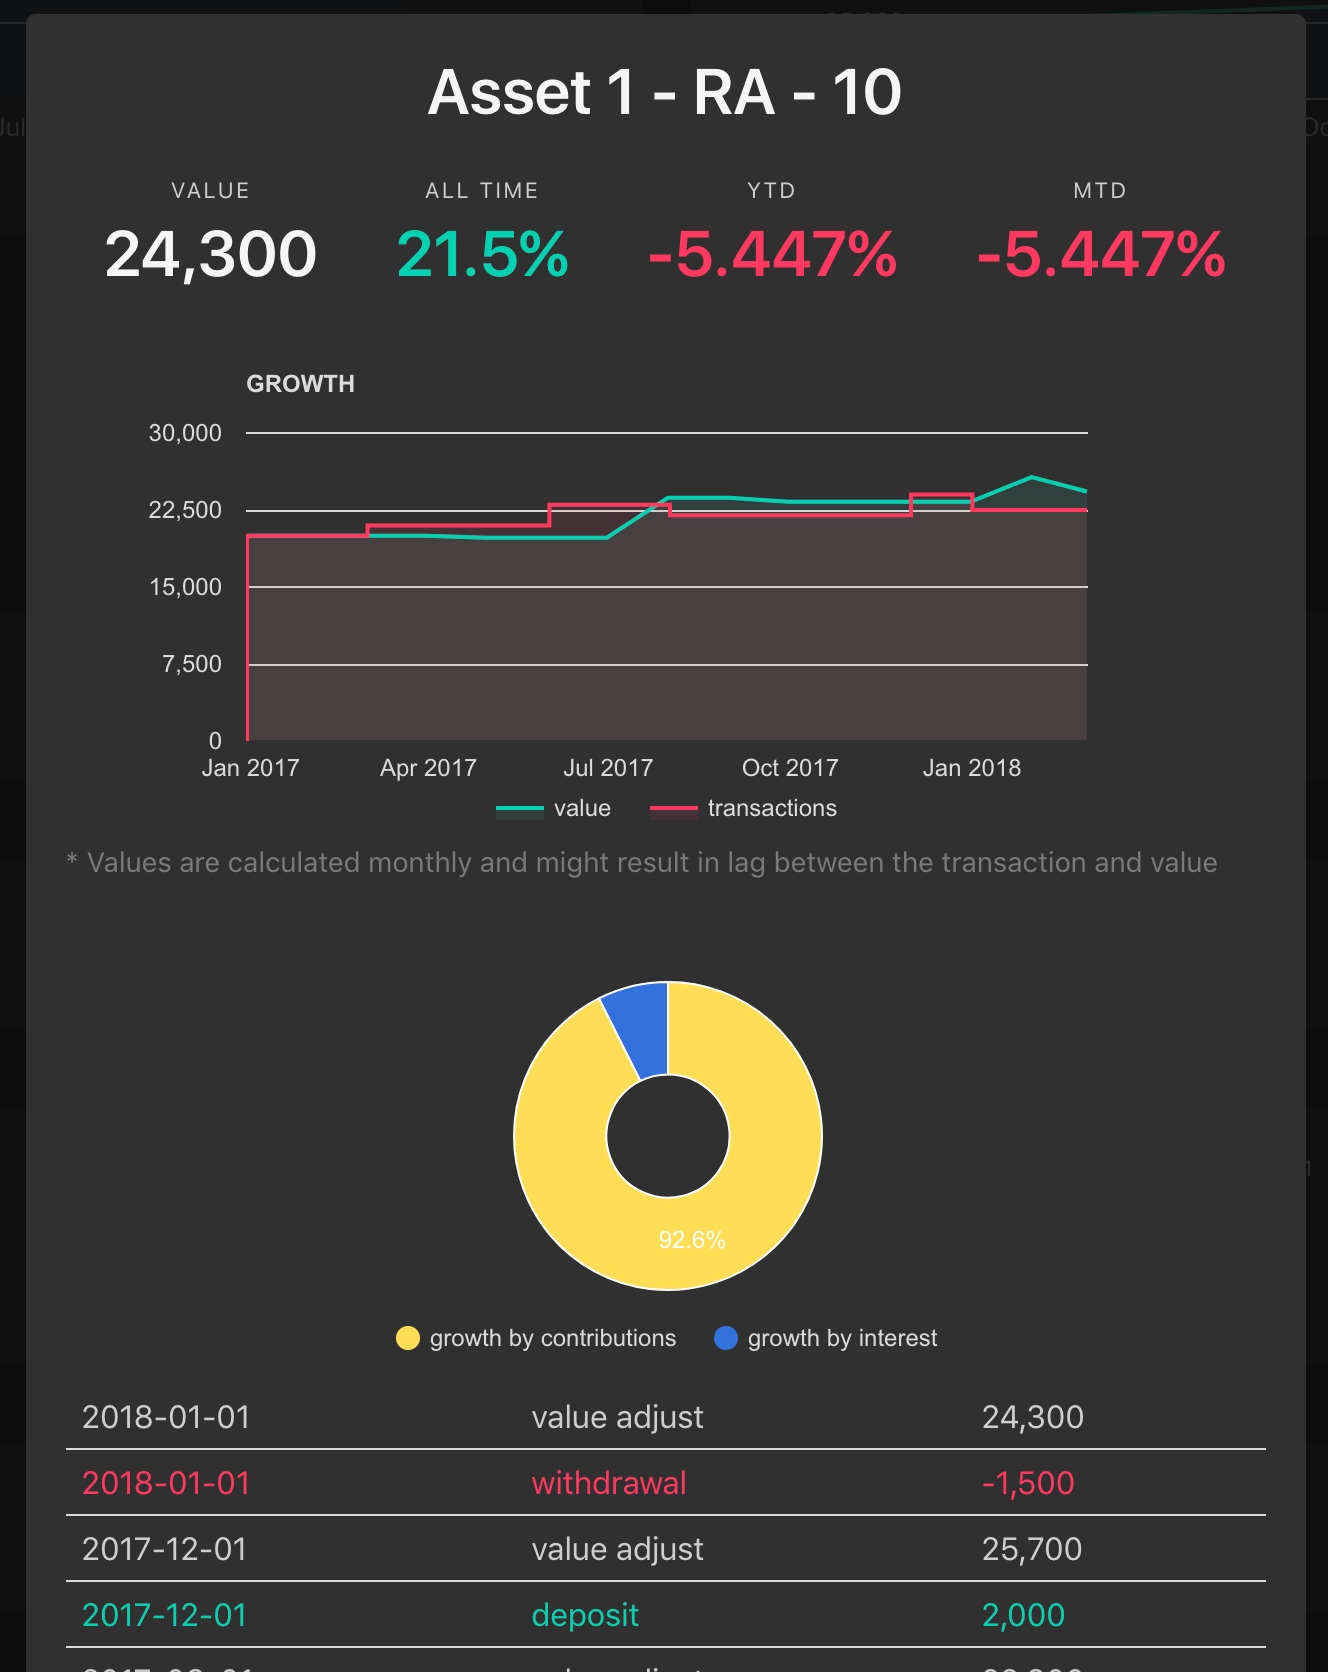 Asset 1 - RA - 10
VALUE ALL TIME YTD MTD
24,300 21.5% -5.447% -5.447%
GROWTH
30,000
22,500
15,000
7,500
0
Jan 2017 Apr 2017 Jul 2017 Oct 2017 Jan 2018
value transactions
* Values are calculated monthly and might result in lag between the transaction and value
92.6%
growth by contributions growth by interest
2018-01-01 value adjust 24,300
2018-01-01 withdrawal -1,500
2017-12-01 value adjust 25,700
2017-12-01 deposit 2,000